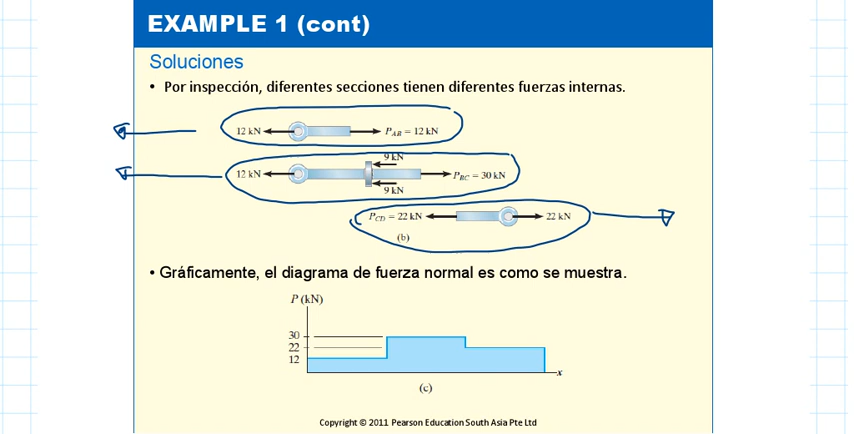 EXAMPLE 1 (cont)
Soluciones
• Por inspección, diferentes secciones tienen diferentes fuerzas internas.
12 kN P_AB = 12 kN
9 kN
12 kN P_BC = 30 kN
9 kN
P_CD = 22 kN 22 kN
(b)
• Gráficamente, el diagrama de fuerza normal es como se muestra.
P (kN)
30
22
12
x
(c)
Copyright © 2011 Pearson Education South Asia Pte Ltd